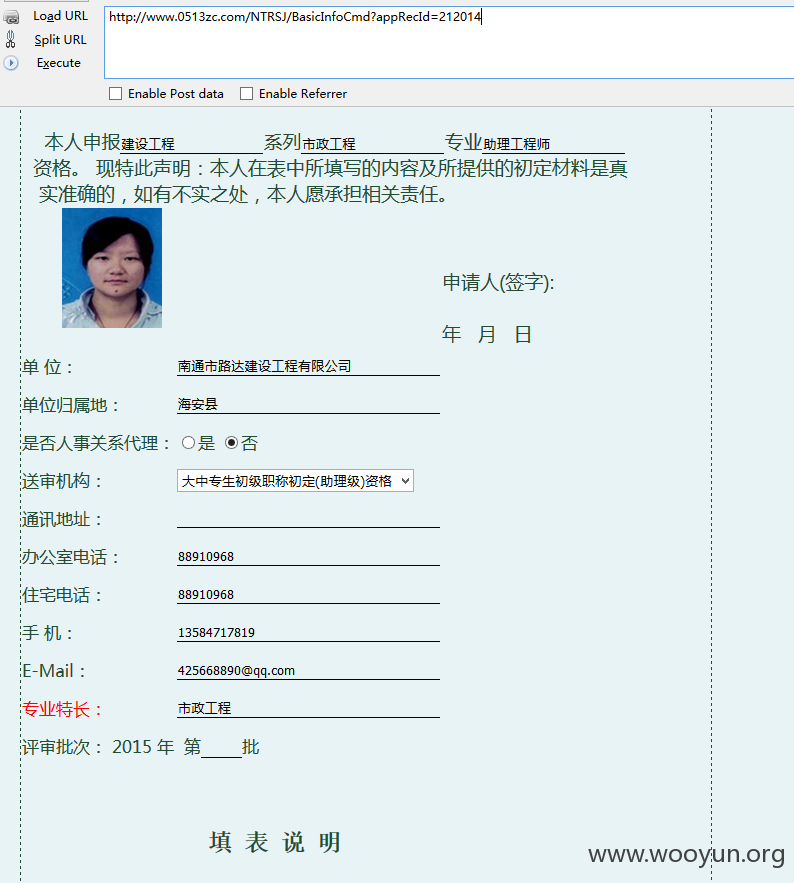 Load URL
http://www.0513zc.com/NTRSJ/BasicInfoCmd?appRecId=212014
Split URL
Execute
Enable Post data Enable Referrer
本人申报建设工程 系列市政工程 专业助理工程师
资格。 现特此声明：本人在表中所填写的内容及所提供的初定材料是真
实准确的，如有不实之处，本人愿承担相关责任。
申请人(签字):
年 月 日
单 位： 南通市路达建设工程有限公司
单位归属地： 海安县
是否人事关系代理： 是 否
送审机构： 大中专生初级职称初定(助理级)资格
通讯地址：
办公室电话： 88910968
住宅电话： 88910968
手 机： 13584717819
E-Mail： 425668890@qq.com
专业特长： 市政工程
评审批次： 2015 年 第 批
填 表 说 明
www.wooyun.org